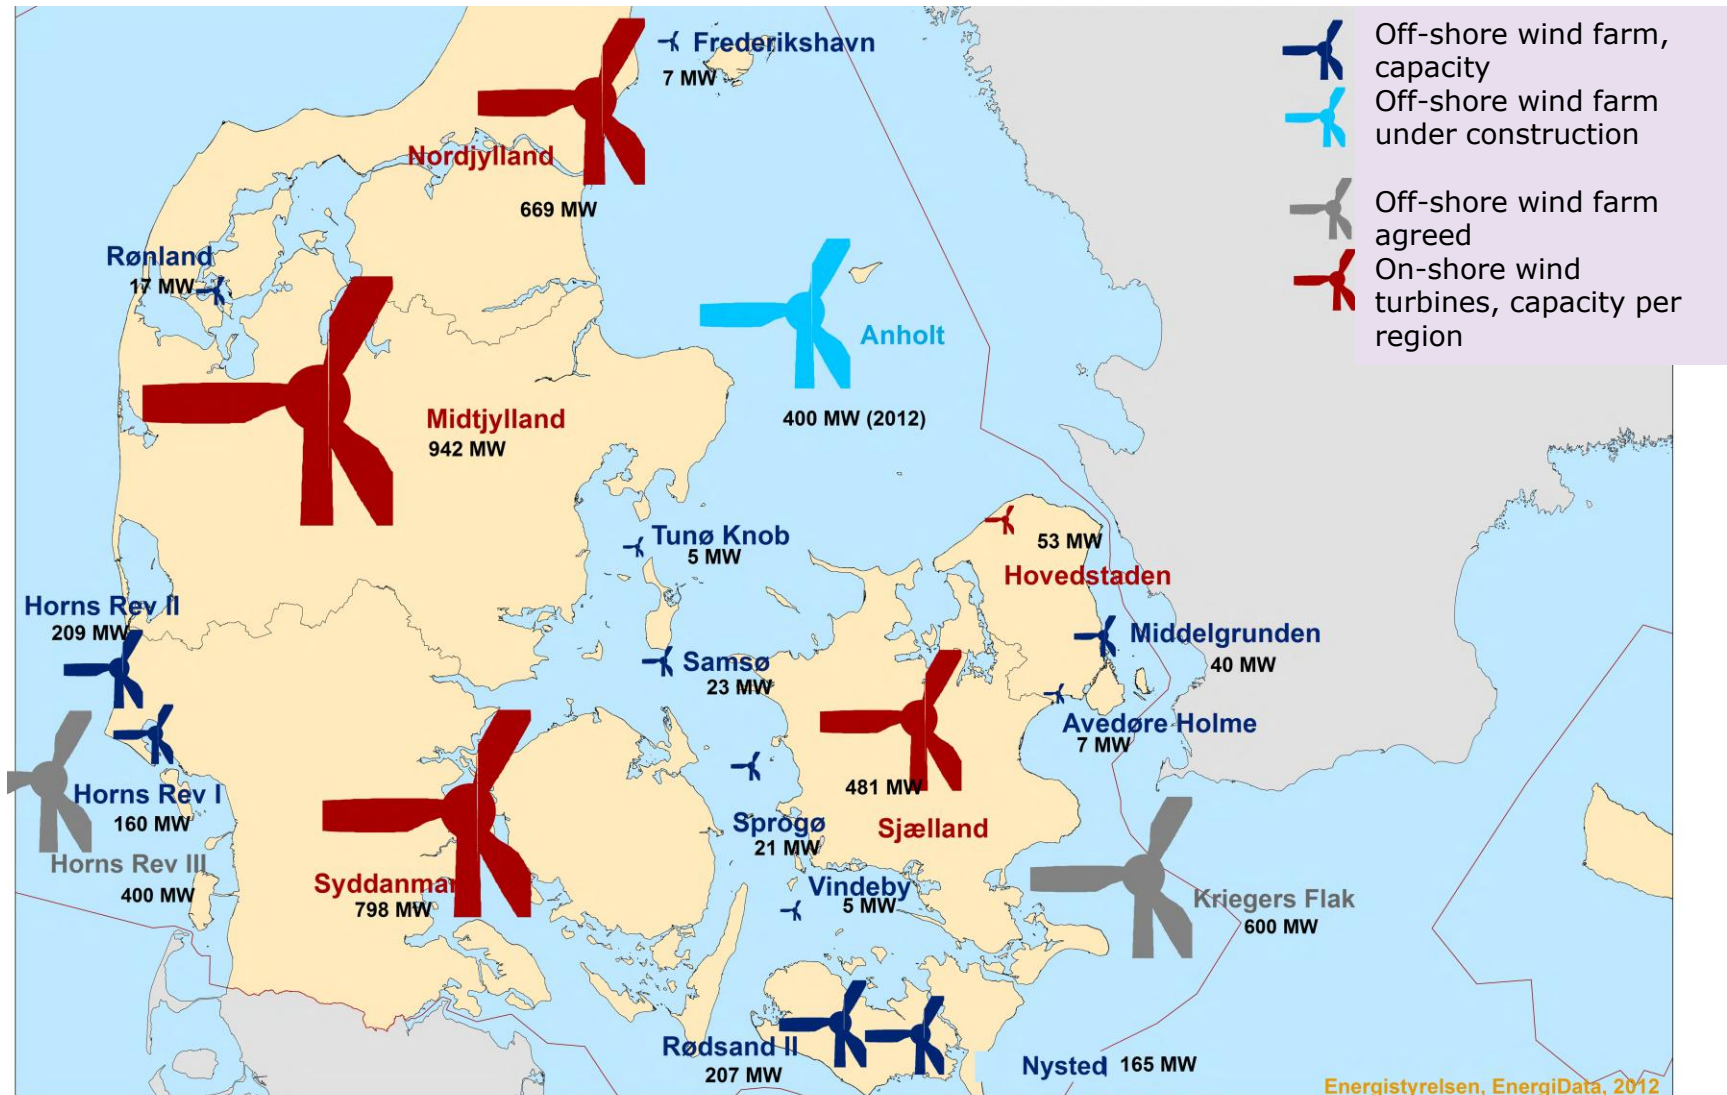 Off-shore wind farm,
capacity
Off-shore wind farm
under construction
Off-shore wind farm
agreed
On-shore wind
turbines, capacity per
region
Frederikshavn
7 MW
Nordjylland
669 MW
Rønland
17 MW
Anholt
400 MW (2012)
Midtjylland
942 MW
Tunø Knob
5 MW
53 MW
Hovedstaden
Horns Rev II
209 MW
Middelgrunden
40 MW
Samsø
23 MW
Avedøre Holme
7 MW
Horns Rev I
160 MW
481 MW
Sjælland
Sprogø
21 MW
Horns Rev III
400 MW
Syddanmar
798 MW
Vindeby
5 MW
Kriegers Flak
600 MW
Rødsand II
207 MW
Nysted 165 MW
Energistyrelsen, EnergiData, 2012